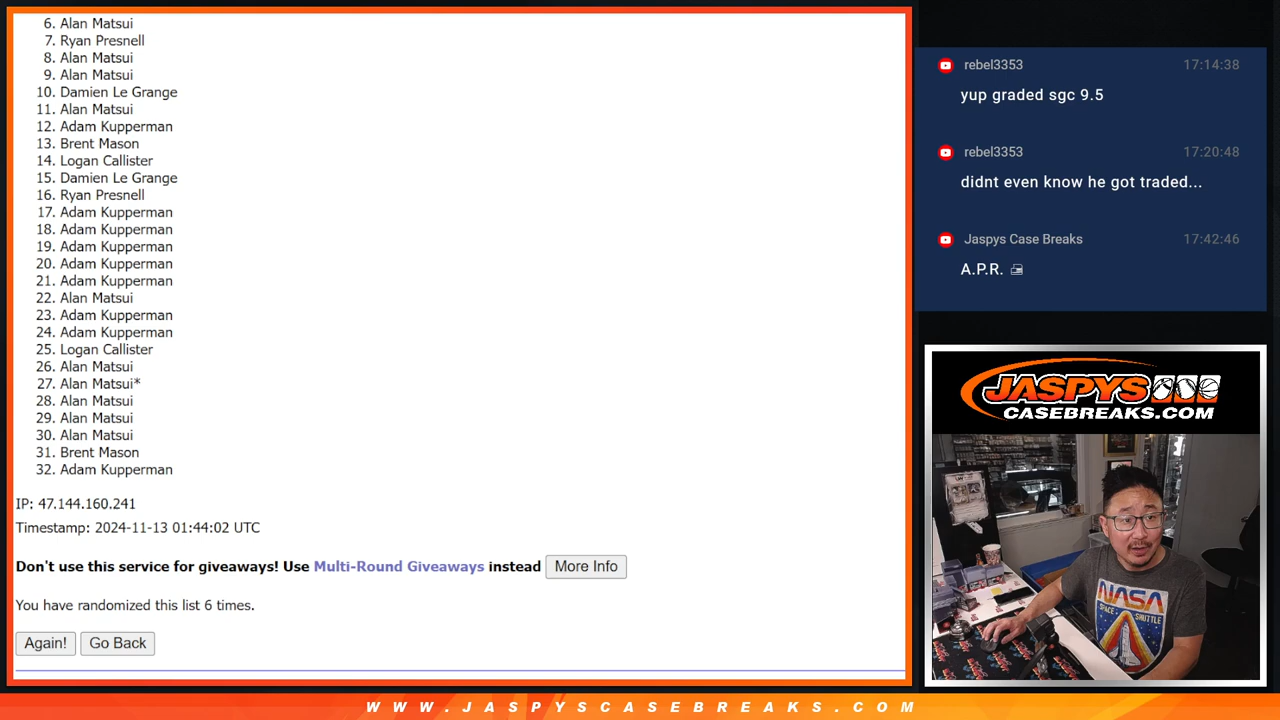 6. Alan Matsui
7. Ryan Presnell
8. Alan Matsui
9. Alan Matsui
10. Damien Le Grange
11. Alan Matsui
12. Adam Kupperman
13. Brent Mason
14. Logan Callister
15. Damien Le Grange
16. Ryan Presnell
17. Adam Kupperman
18. Adam Kupperman
19. Adam Kupperman
20. Adam Kupperman
21. Adam Kupperman
22. Alan Matsui
23. Adam Kupperman
24. Adam Kupperman
25. Logan Callister
26. Alan Matsui
27. Alan Matsui*
28. Alan Matsui
29. Alan Matsui
30. Alan Matsui
31. Brent Mason
32. Adam Kupperman
IP: 47.144.160.241
Timestamp: 2024-11-13 01:44:02 UTC
Don't use this service for giveaways! Use Multi-Round Giveaways instead More Info
You have randomized this list 6 times.
Again! Go Back
rebel3353 17:14:38
yup graded sgc 9.5
rebel3353 17:20:48
didnt even know he got traded...
Jaspys Case Breaks 17:42:46
A.P.R.
JASPYS
CASEBREAKS.COM
NASA
SPACE SHUTTLE
WWW.JASPYSCASEBREAKS.COM